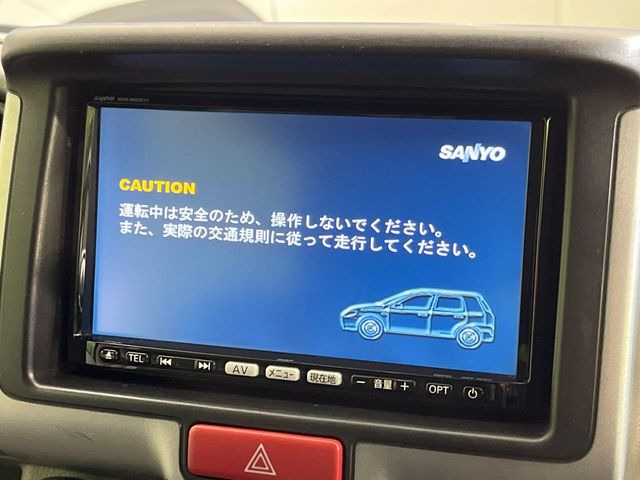 SANYO
SANYO
CAUTION
運転中は安全のため、操作しないでください。
また、実際の交通規則に従って走行してください。
TEL
AV
メニュー
現在地
− 音量 +
OPT